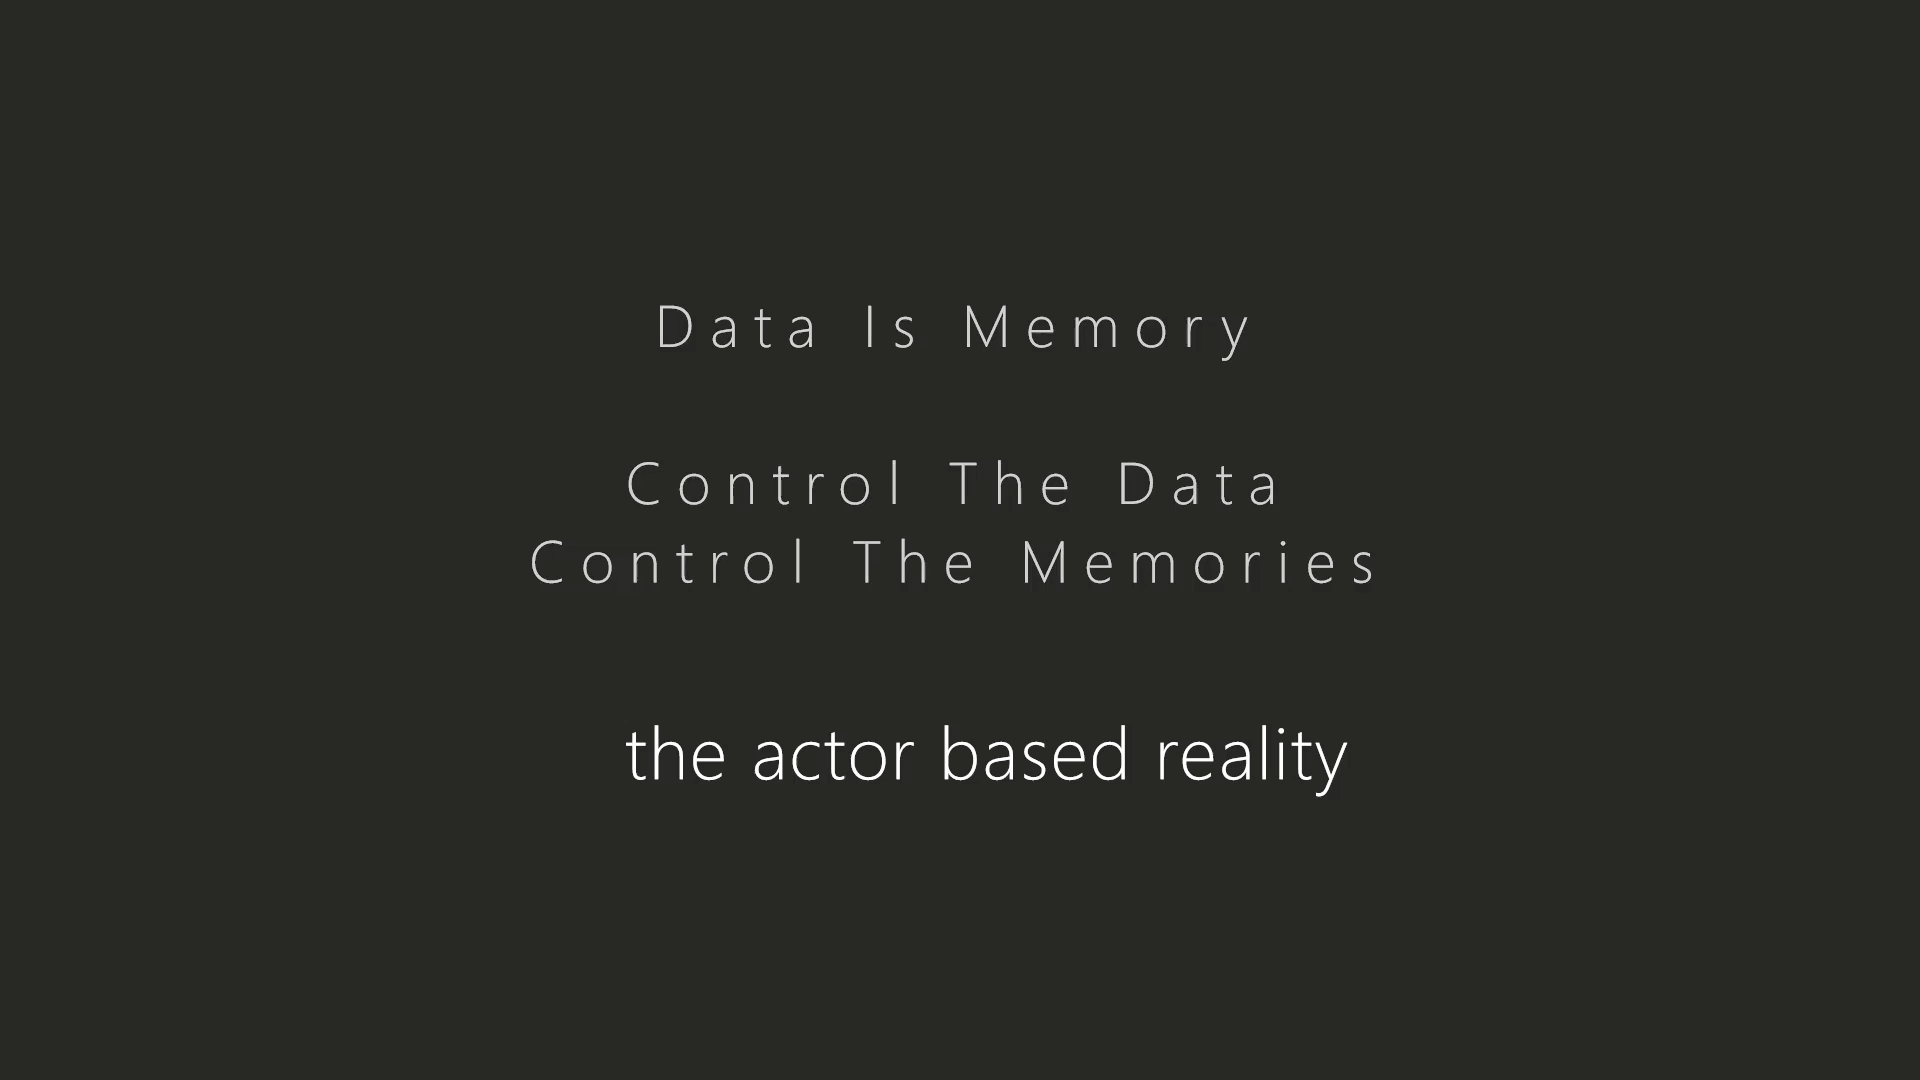 Data Is Memory
Control The Data
Control The Memories
the actor based reality